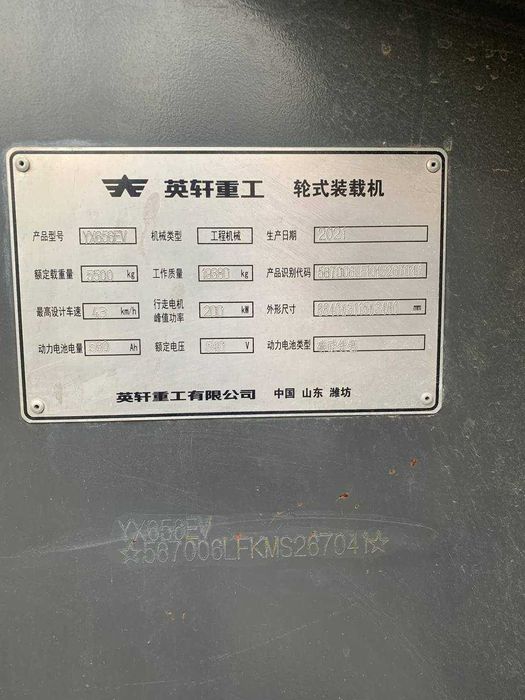 英轩重工 轮式装载机
产品型号 YX656EV 机械类型 工程机械 生产日期 2021
额定载重量 5500 kg 工作质量 kg 产品识别代码
最高设计车速 43 km/h 行走电机峰值功率 200 kW 外形尺寸 mm
动力电池电量 Ah 额定电压 V 动力电池类型
英轩重工有限公司 中国 山东 潍坊
YX656EV
☆567006LFKMS267041☆